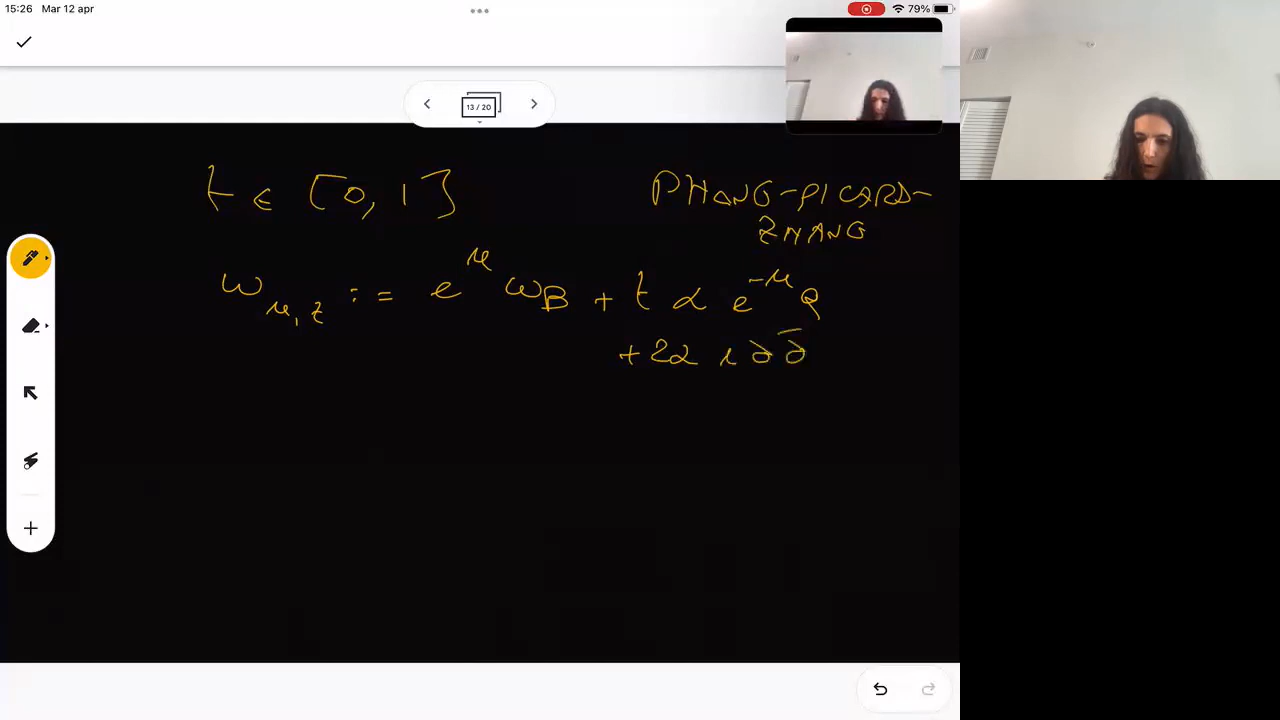 15:26 Mar 12 apr
79%
13 / 20
t ∈ [0, 1]
PHONG-PICARD-
ZHANG
ω_{u,t} := e^u ω_B + t α e^{-u} ρ
+ 2α i ∂ ∂̄